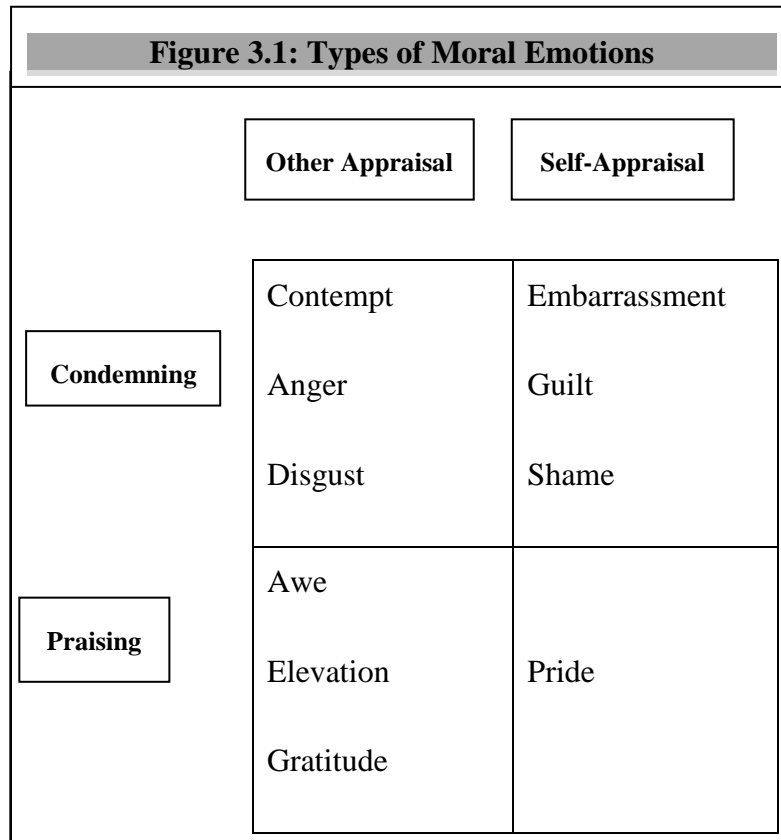 Figure 3.1: Types of Moral Emotions
Other Appraisal
Self-Appraisal
Condemning
Contempt
Embarrassment
Anger
Guilt
Disgust
Shame
Praising
Awe
Elevation
Pride
Gratitude